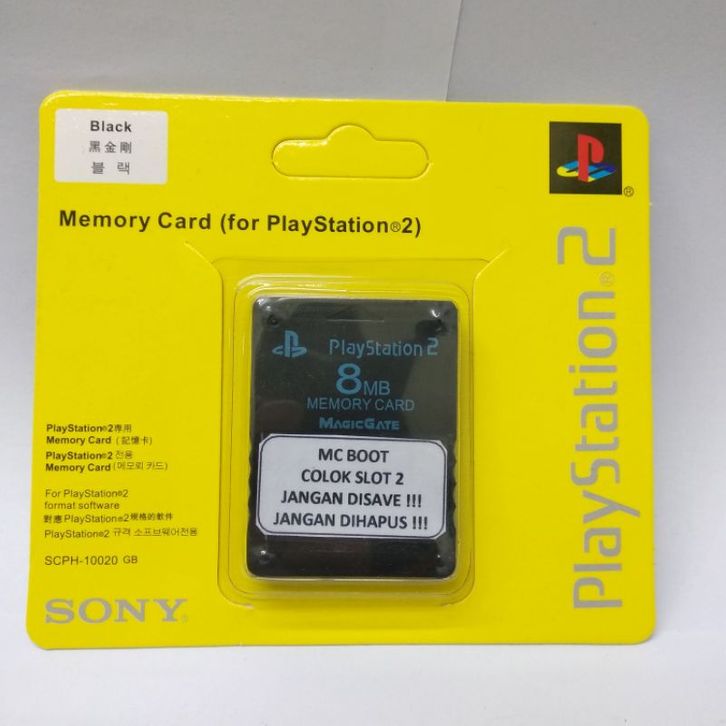 Black
黑金剛
블랙
Memory Card (for PlayStation®2)
PlayStation®2
PlayStation 2
8MB
MEMORY CARD
MAGICGATE
MC BOOT
COLOK SLOT 2
JANGAN DISAVE !!!
JANGAN DIHAPUS !!!
PlayStation®2專用
Memory Card (記憶卡)
PlayStation®2 전용
Memory Card (메모리 카드)
For PlayStation®2
format software
對應PlayStation®2規格的軟件
PlayStation®2 규격 소프트웨어전용
SCPH-10020 GB
SONY®